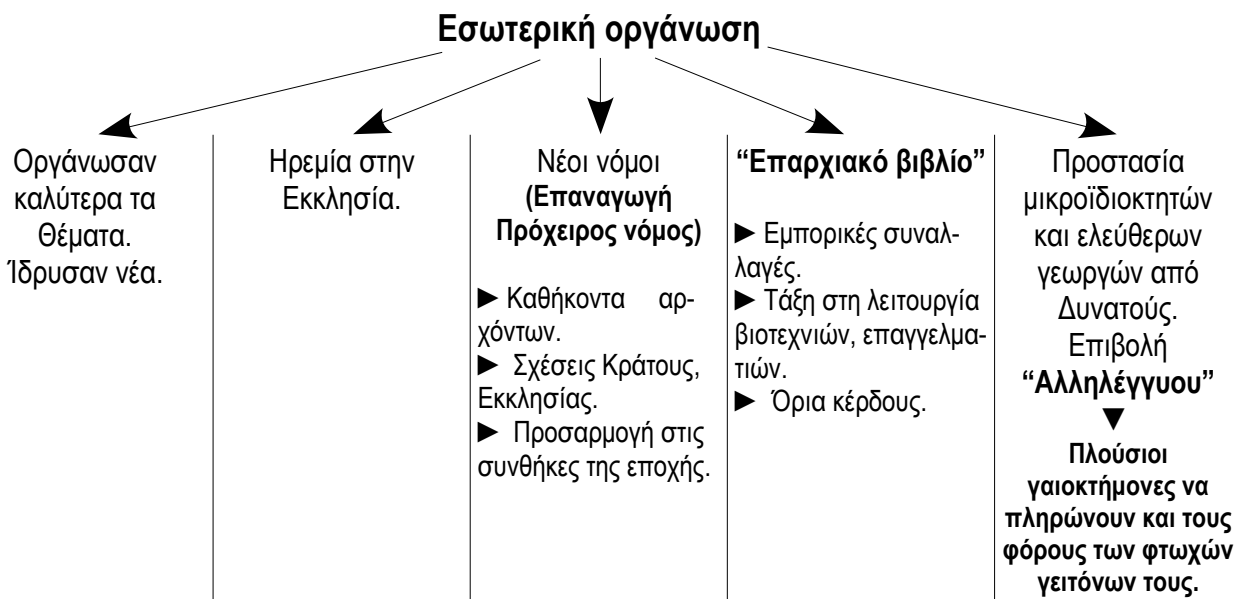 Εσωτερική οργάνωση
Οργάνωσαν
καλύτερα τα
Θέματα.
Ίδρυσαν νέα.
Ηρεμία στην
Εκκλησία.
Νέοι νόμοι
(Επαναγωγή
Πρόχειρος νόμος)
► Καθήκοντα αρ-
χόντων.
► Σχέσεις Κράτους,
Εκκλησίας.
► Προσαρμογή στις
συνθήκες της εποχής.
“Επαρχιακό βιβλίο”
► Εμπορικές συναλ-
λαγές.
► Τάξη στη λειτουργία
βιοτεχνιών, επαγγελμα-
τιών.
► Όρια κέρδους.
Προστασία
μικροϊδιοκτητών
και ελεύθερων
γεωργών από
Δυνατούς.
Επιβολή
“Αλληλέγγυου”
▼
Πλούσιοι
γαιοκτήμονες να
πληρώνουν και τους
φόρους των φτωχών
γειτόνων τους.